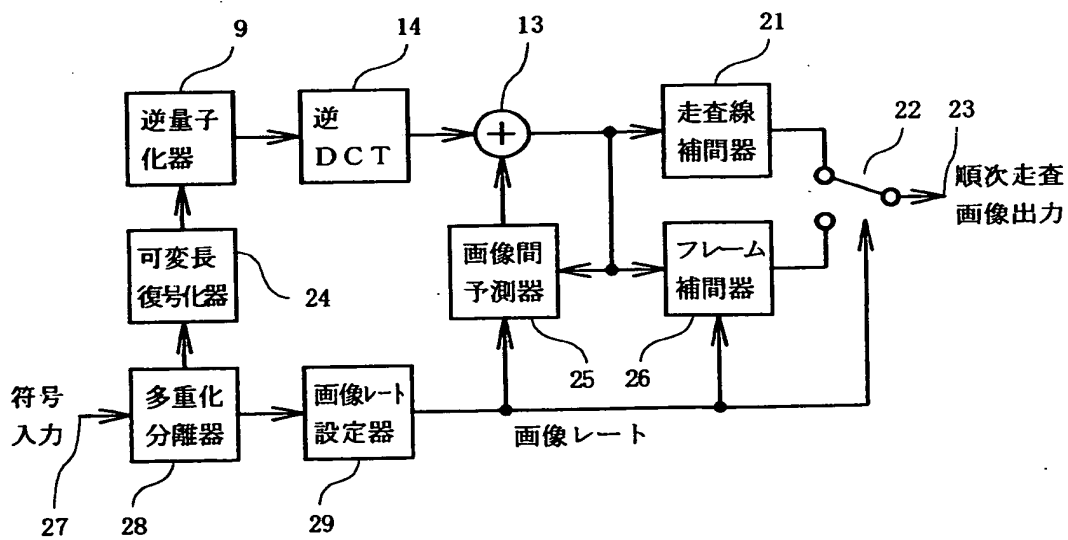 9
14
13
21
22
23
逆量子
化器
逆
DCT
+
走査線
補間器
順次走査
画像出力
可変長
復号化器
24
画像間
予測器
フレーム
補間器
25
26
符号
入力
多重化
分離器
画像レート
設定器
画像レート
27
28
29